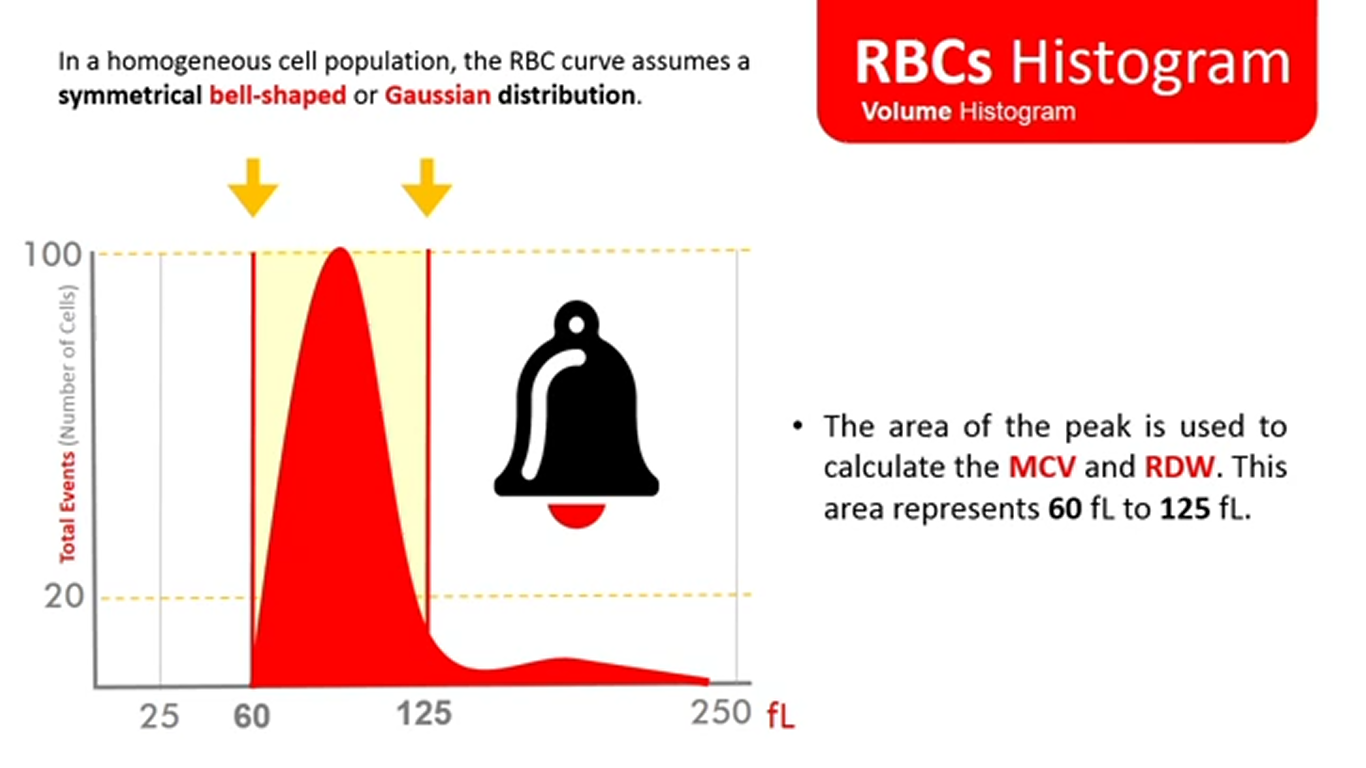 In a homogeneous cell population, the RBC curve assumes a
symmetrical bell-shaped or Gaussian distribution.
RBCs Histogram
Volume Histogram
100
Total Events (Number of Cells)
20
25 60 125 250 fL
• The area of the peak is used to
calculate the MCV and RDW. This
area represents 60 fL to 125 fL.